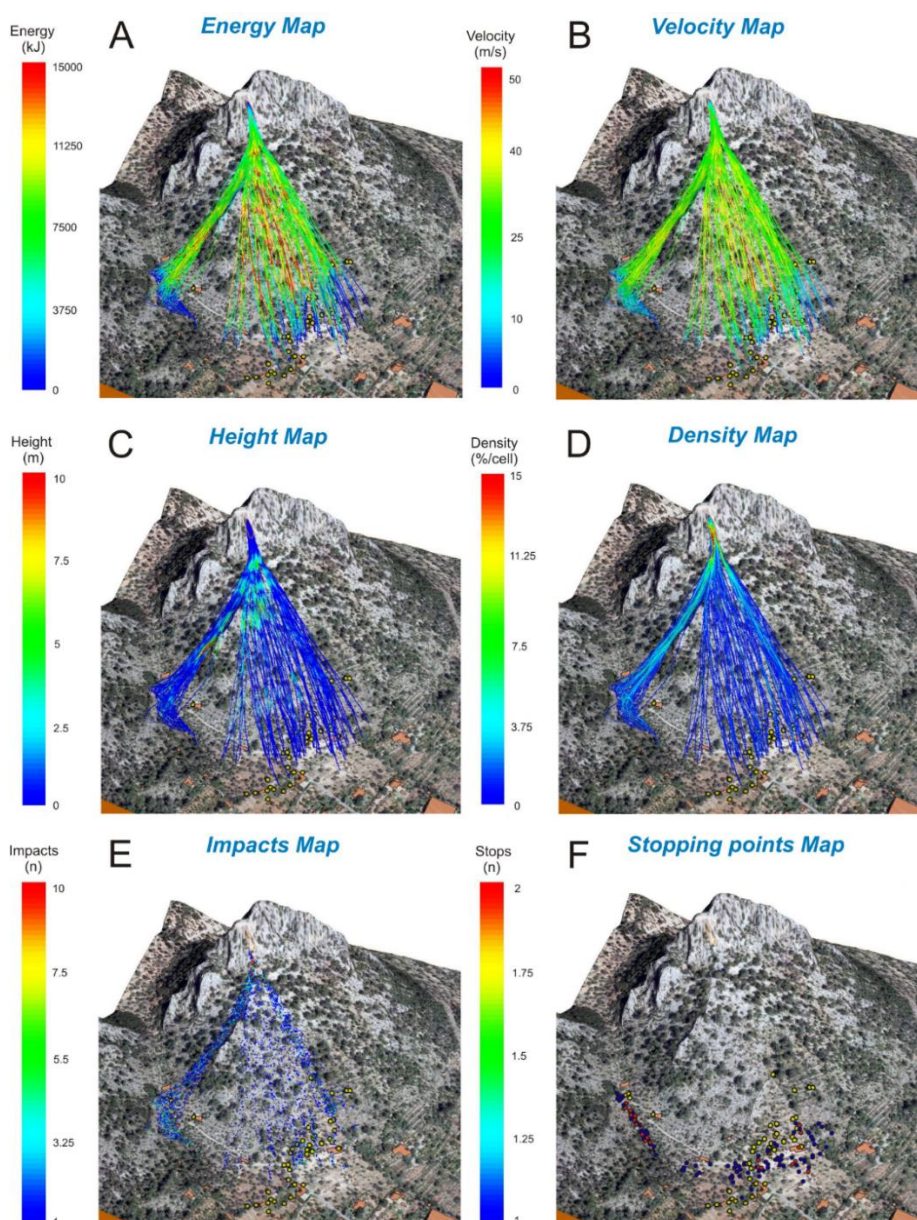 Energy
(kJ)
A
Energy Map
15000
11250
7500
3750
0
Velocity
(m/s)
B
Velocity Map
50
40
25
10
0
Height
(m)
C
Height Map
10
7.5
5
2.5
0
Density
(%/cell)
D
Density Map
15
11.25
7.5
3.75
0
Impacts
(n)
E
Impacts Map
10
7.5
5.5
3.25
1
Stops
(n)
F
Stopping points Map
2
1.75
1.5
1.25
1